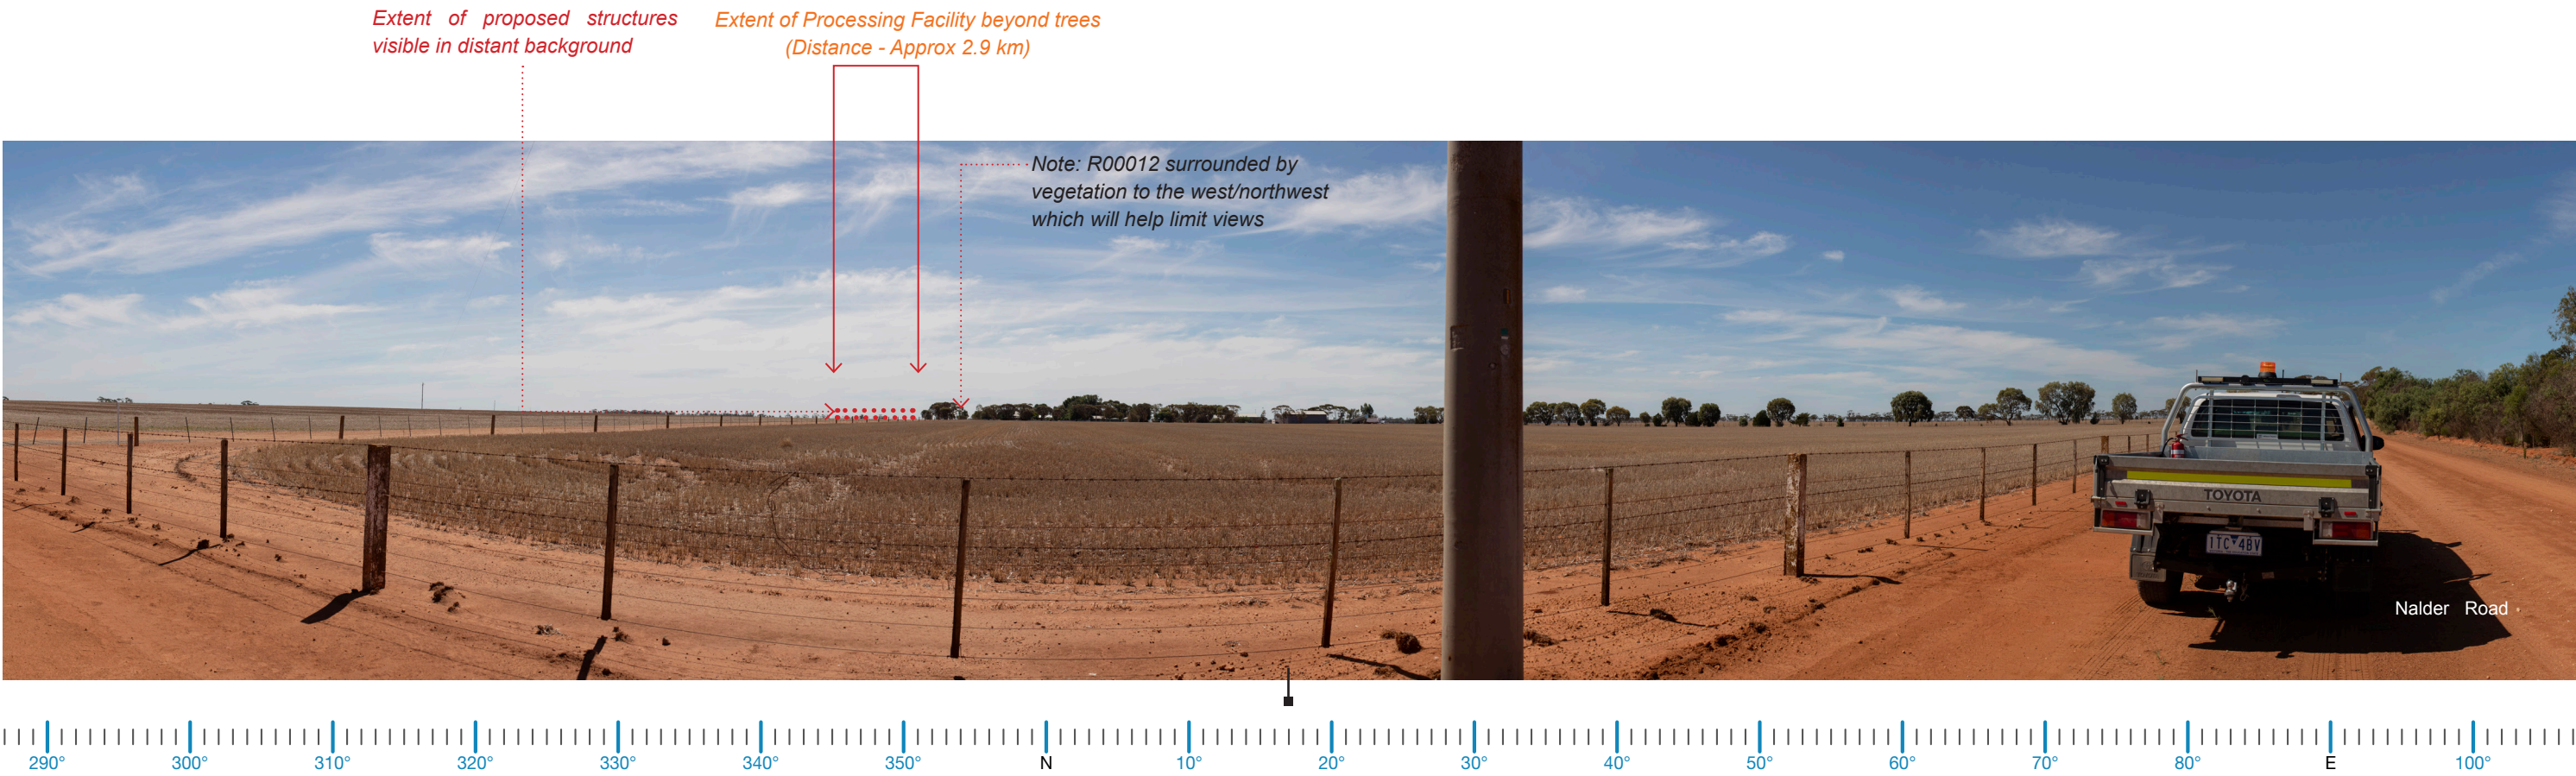 Extent of proposed structures
visible in distant background
Extent of Processing Facility beyond trees
(Distance - Approx 2.9 km)
Note: R00012 surrounded by
vegetation to the west/northwest
which will help limit views
TOYOTA
1TC 4BV
Nalder Road
290° 300° 310° 320° 330° 340° 350° N 10° 20° 30° 40° 50° 60° 70° 80° E 100°